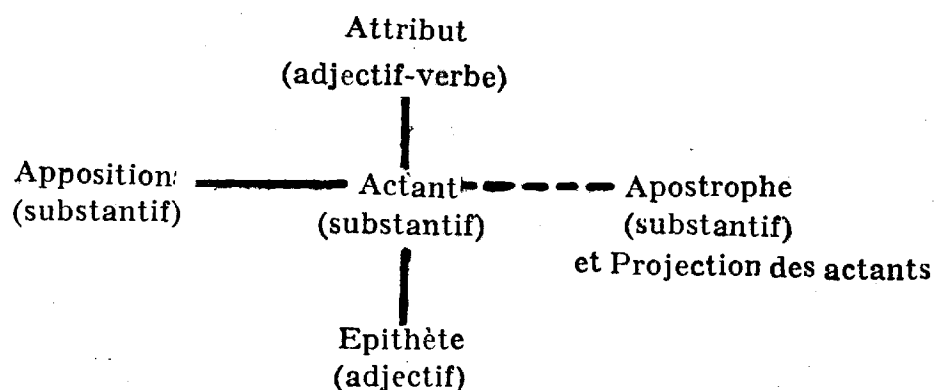 Attribut
(adjectif-verbe)
Apposition
(substantif)
Actant
(substantif)
Apostrophe
(substantif)
et Projection des actants
Epithète
(adjectif)